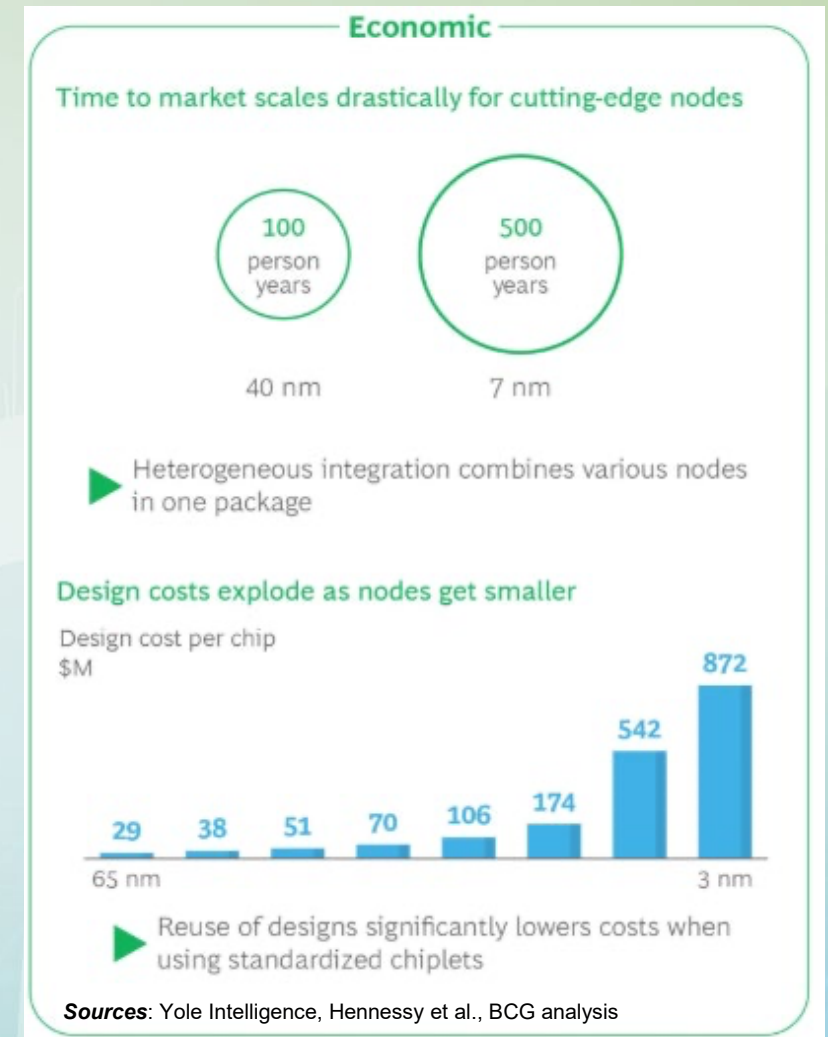 Economic
Time to market scales drastically for cutting-edge nodes
100
person
years
500
person
years
40 nm
7 nm
Heterogeneous integration combines various nodes
in one package
Design costs explode as nodes get smaller
Design cost per chip
$M
29
38
51
70
106
174
542
872
65 nm
3 nm
Reuse of designs significantly lowers costs when
using standardized chiplets
Sources: Yole Intelligence, Hennessy et al., BCG analysis